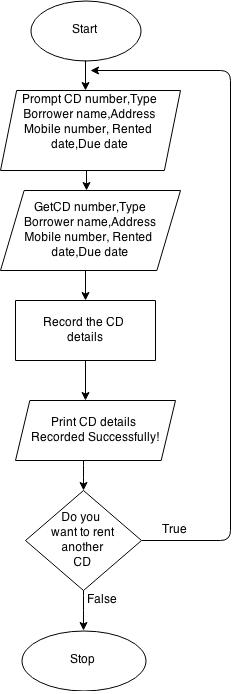 Start
Prompt CD number,Type
Borrower name,Address
Mobile number, Rented
date,Due date
GetCD number,Type
Borrower name,Address
Mobile number, Rented
date,Due date
Record the CD
details
Print CD details
Recorded Successfully!
Do you
want to rent
another
CD
True
False
Stop